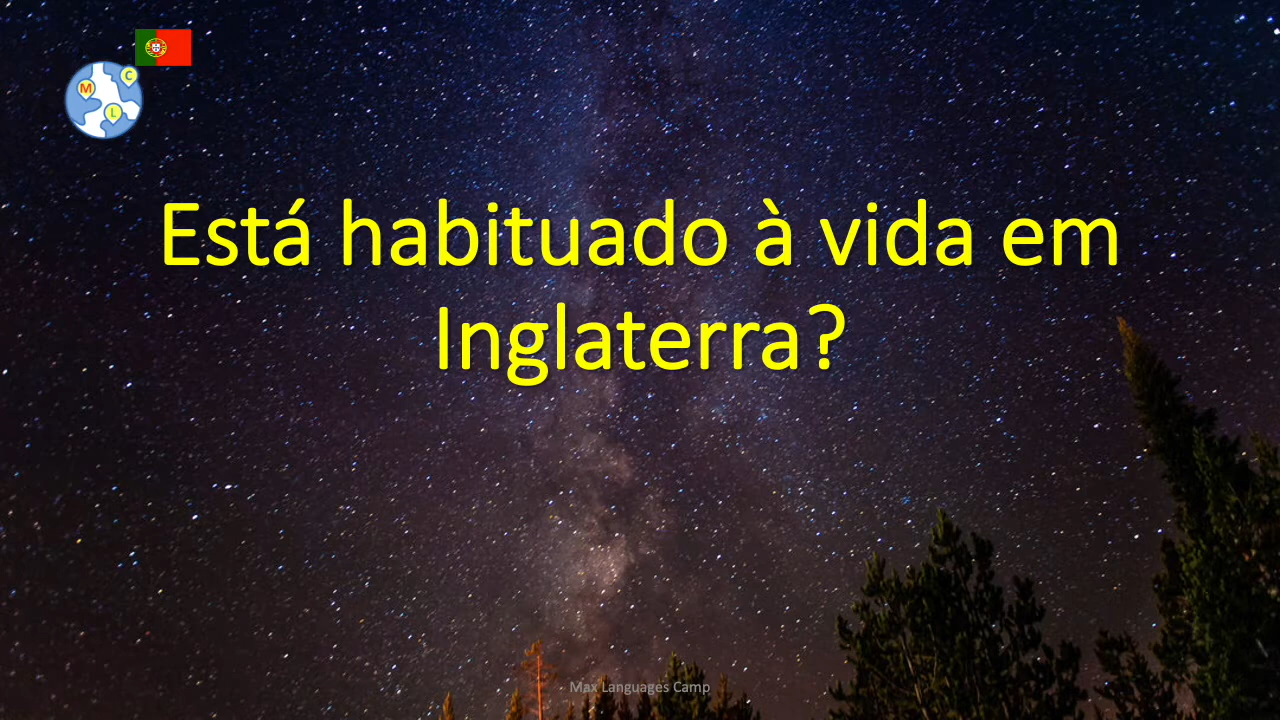 C
M
L
Está habituado à vida em
Inglaterra?
Max Languages Camp